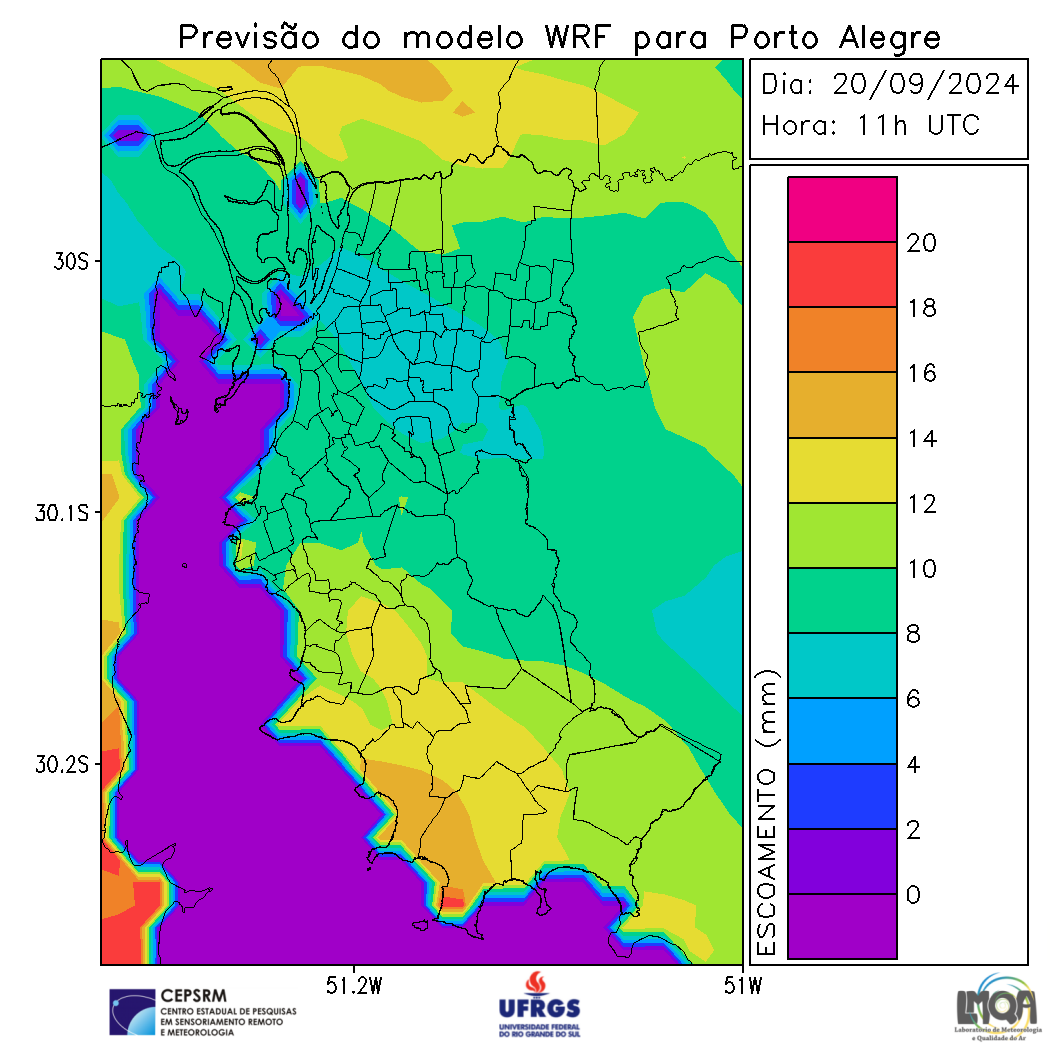 Previsão do modelo WRF para Porto Alegre
Dia: 20/09/2024
Hora: 11h UTC
20
18
16
14
12
10
8
6
4
2
0
ESCOAMENTO (mm)
30S
30.1S
30.2S
51.2W
51W
CEPSRM
CENTRO ESTADUAL DE PESQUISAS
EM SENSORIAMENTO REMOTO
E METEOROLOGIA
UFRGS
UNIVERSIDADE FEDERAL
DO RIO GRANDE DO SUL
LMQA
Laboratório de Meteorologia
e Qualidade do Ar